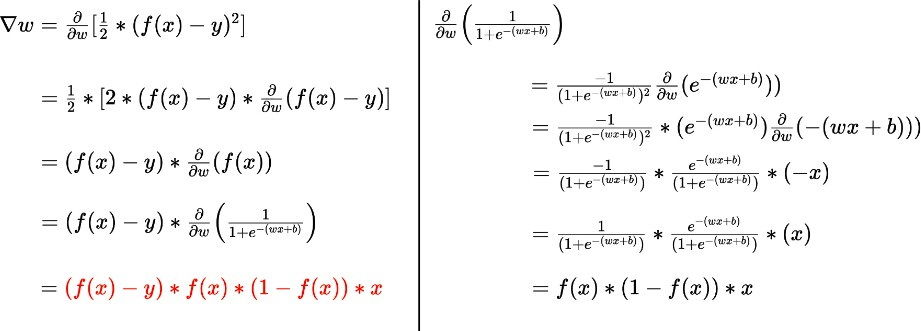 ∇w = ∂/∂w [1/2 * (f(x) − y)²]
= 1/2 * [2 * (f(x) − y) * ∂/∂w (f(x) − y)]
= (f(x) − y) * ∂/∂w (f(x))
= (f(x) − y) * ∂/∂w (1/(1+e^{−(wx+b)}))
= (f(x) − y) * f(x) * (1 − f(x)) * x
∂/∂w (1/(1+e^{−(wx+b)}))
= −1/(1+e^{−(wx+b)})² ∂/∂w (e^{−(wx+b)}))
= −1/(1+e^{−(wx+b)})² * (e^{−(wx+b)}) ∂/∂w (−(wx + b)))
= −1/(1+e^{−(wx+b)}) * e^{−(wx+b)}/(1+e^{−(wx+b)}) * (−x)
= 1/(1+e^{−(wx+b)}) * e^{−(wx+b)}/(1+e^{−(wx+b)}) * (x)
= f(x) * (1 − f(x)) * x